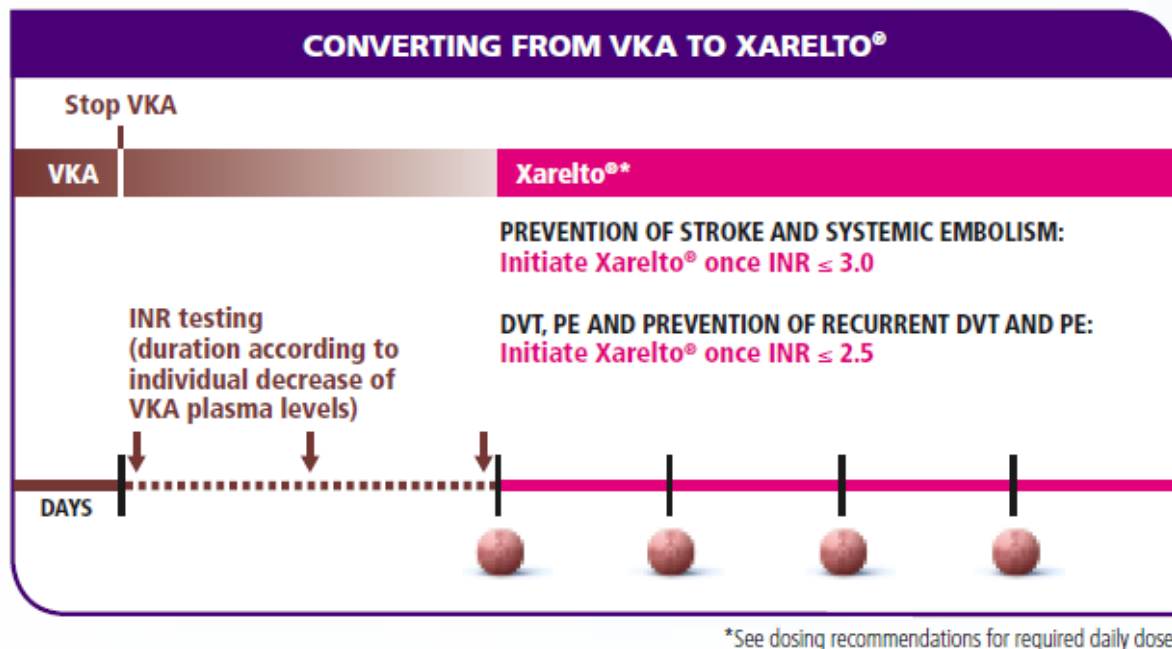 CONVERTING FROM VKA TO XARELTO®
Stop VKA
VKA
Xarelto®*
PREVENTION OF STROKE AND SYSTEMIC EMBOLISM:
Initiate Xarelto® once INR ≤ 3.0
INR testing
(duration according to
individual decrease of
VKA plasma levels)
DVT, PE AND PREVENTION OF RECURRENT DVT AND PE:
Initiate Xarelto® once INR ≤ 2.5
DAYS
*See dosing recommendations for required daily dose